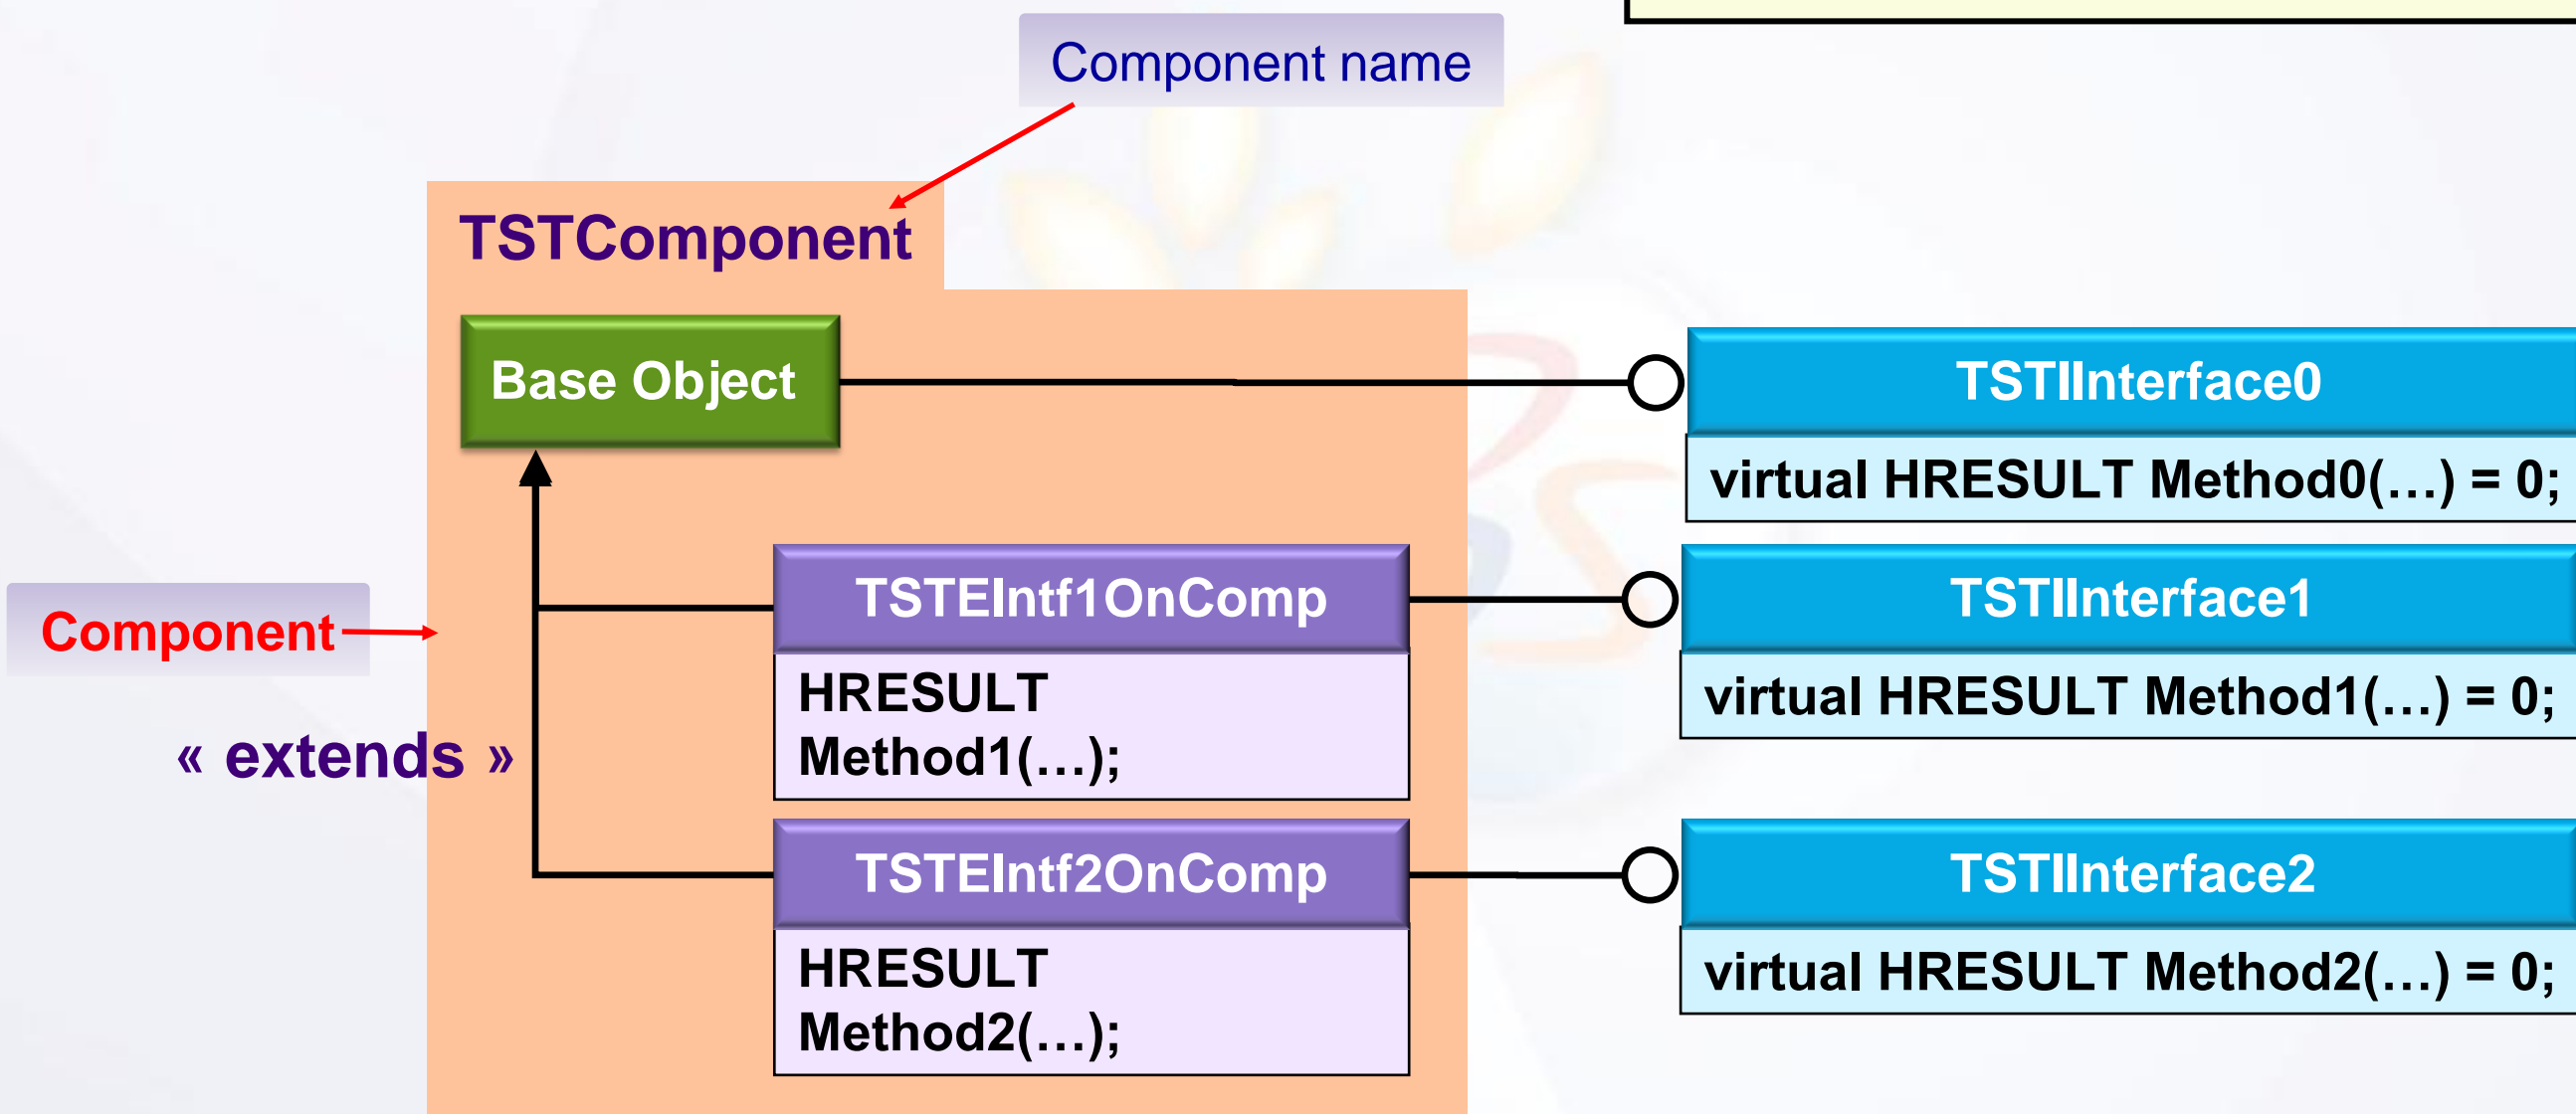 Component name
TSTComponent
Base Object
TSTIInterface0
virtual HRESULT Method0(…) = 0;
TSTEIntf1OnComp
TSTIInterface1
Component
HRESULT
Method1(…);
virtual HRESULT Method1(…) = 0;
« extends »
TSTEIntf2OnComp
TSTIInterface2
HRESULT
Method2(…);
virtual HRESULT Method2(…) = 0;